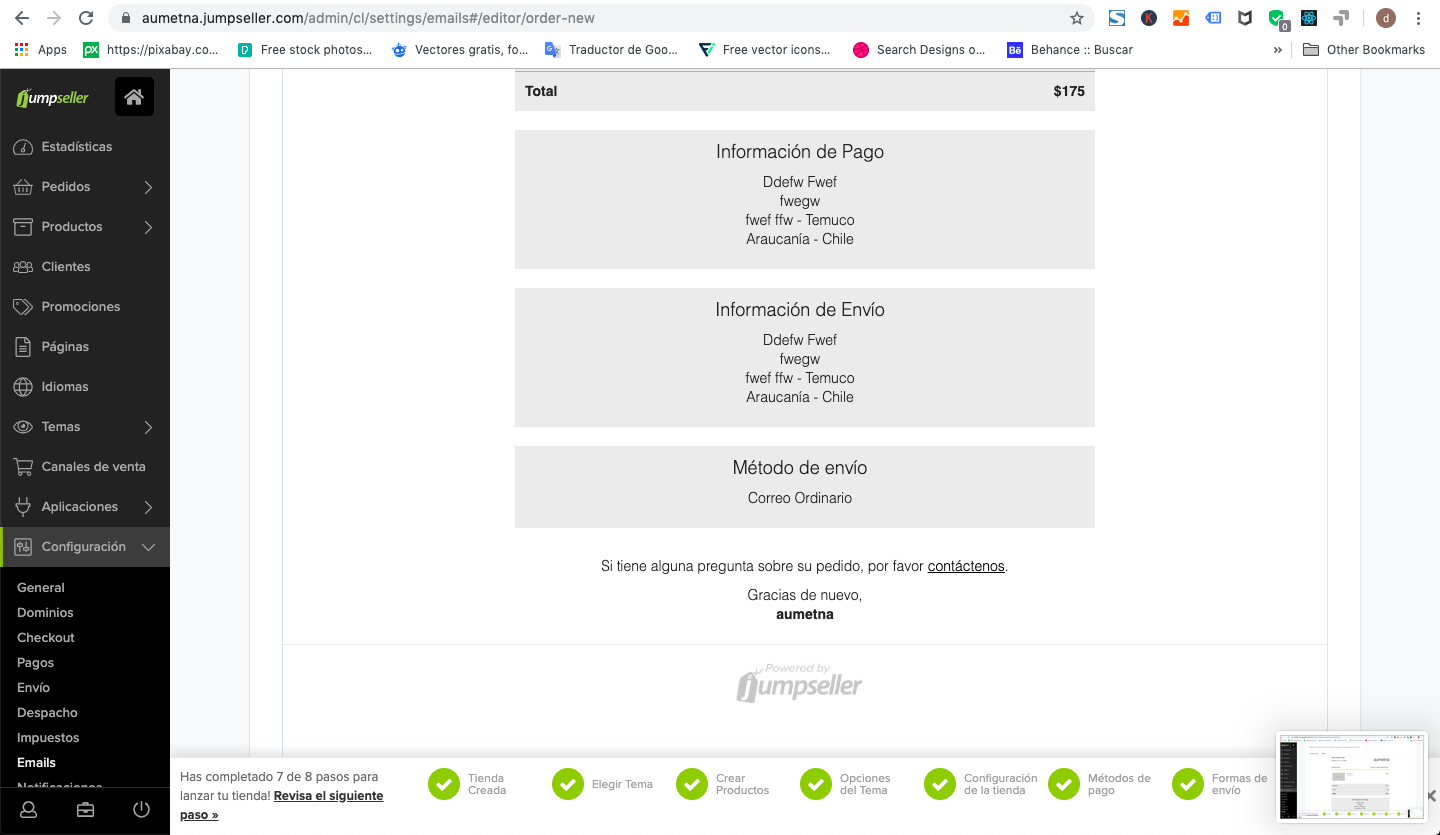 aumetna.jumpseller.com/admin/cl/settings/emails#/editor/order-new
d
0
Apps
https://pixabay.co...
Free stock photos...
Vectores gratis, fo...
Traductor de Goo...
Free vector icons...
Search Designs o...
Behance :: Buscar
»
Other Bookmarks
jumpseller
Estadísticas
Pedidos
Productos
Clientes
Promociones
Páginas
Idiomas
Temas
Canales de venta
Aplicaciones
Configuración
General
Dominios
Checkout
Pagos
Envío
Despacho
Impuestos
Emails
Notificaciones
Total $175
Información de Pago
Ddefw Fwef
fwegw
fwef ffw - Temuco
Araucanía - Chile
Información de Envío
Ddefw Fwef
fwegw
fwef ffw - Temuco
Araucanía - Chile
Método de envío
Correo Ordinario
Si tiene alguna pregunta sobre su pedido, por favor contáctenos.
Gracias de nuevo,
aumetna
Powered by
jumpseller
Has completado 7 de 8 pasos para
lanzar tu tienda! Revisa el siguiente
paso »
Tienda
Creada
Elegir Tema
Crear
Productos
Opciones
del Tema
Configuración
de la tienda
Métodos de
pago
Formas de
envío
aumetna